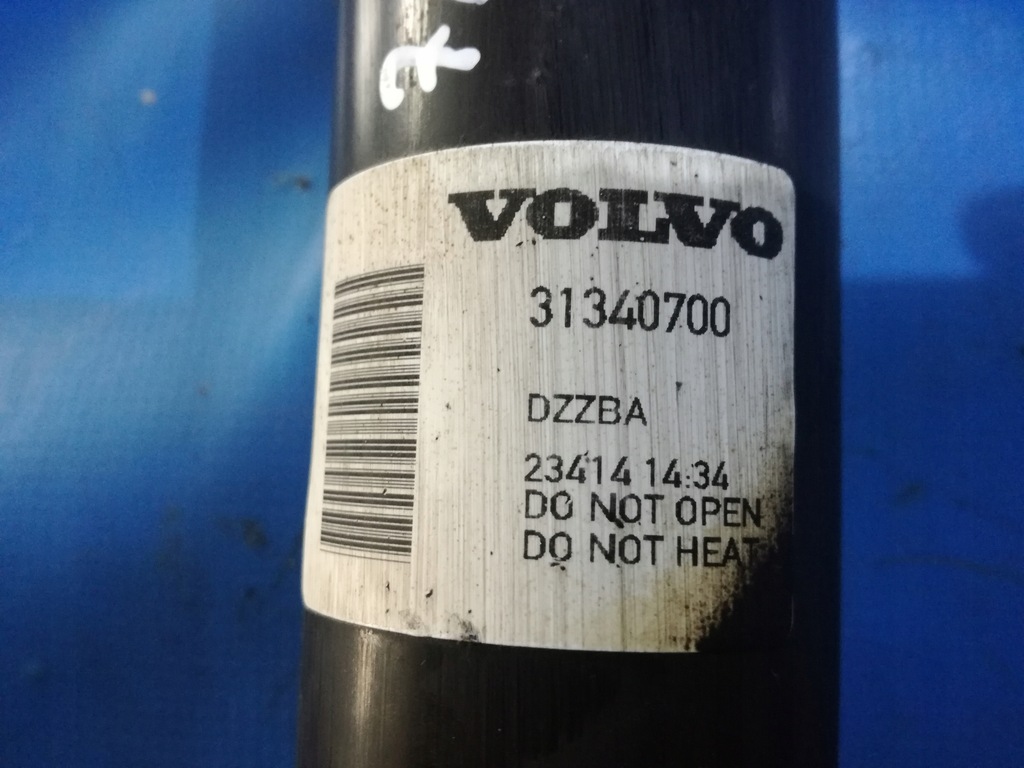 VOLVO
31340700
DZZBA
23414 14:34
DO NOT OPEN
DO NOT HEAT